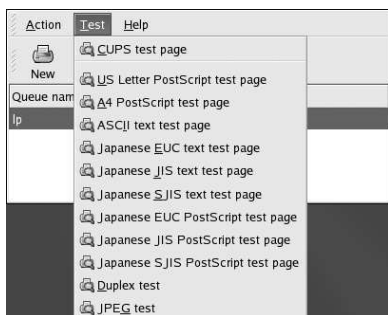 Action Test Help
CUPS test page
New
US Letter PostScript test page
Queue nam
A4 PostScript test page
lp
ASCII text test page
Japanese EUC text test page
Japanese JIS text test page
Japanese SJIS text test page
Japanese EUC PostScript test page
Japanese JIS PostScript test page
Japanese SJIS PostScript test page
Duplex test
JPEG test